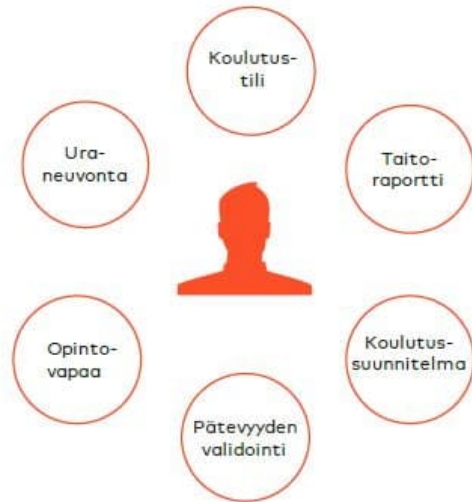 Koulutus-
tili
Ura-
neuvonta
Taito-
raportti
Opinto-
vapaa
Koulutus-
suunnitelma
Pätevyyden
validointi